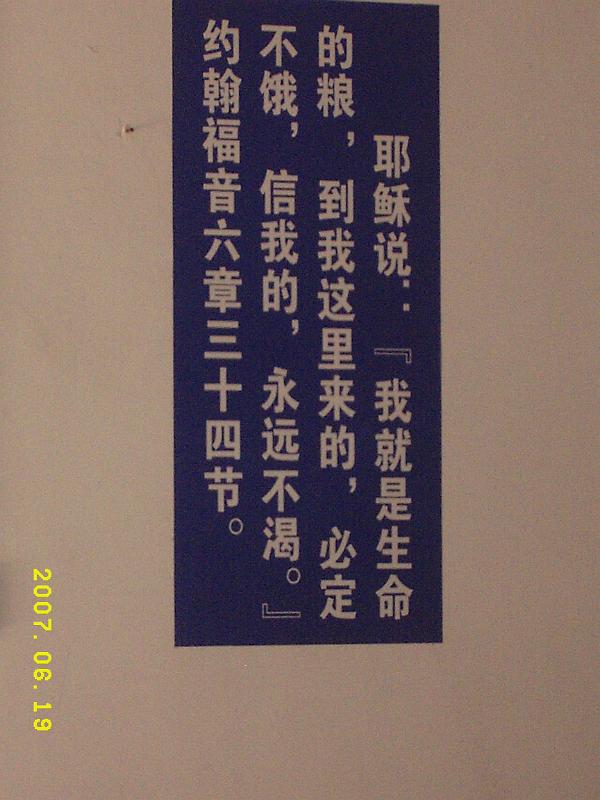 耶稣说：『我就是生命
的粮，到我这里来的，必定
不饿，信我的，永远不渴。』
约翰福音六章三十四节。
2007.06.19